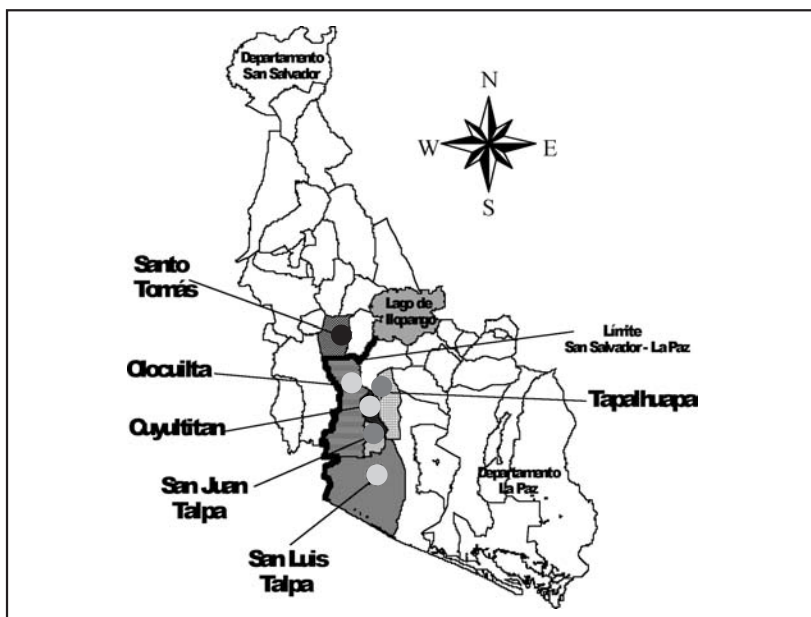 Departamento
San Salvador
N
W
E
S
Santo
Tomás
Lago de
Ilopango
Límite
San Salvador - La Paz
Olocuilta
Tapalhuapa
Cuyultitan
Departamento
La Paz
San Juan
Talpa
San Luis
Talpa